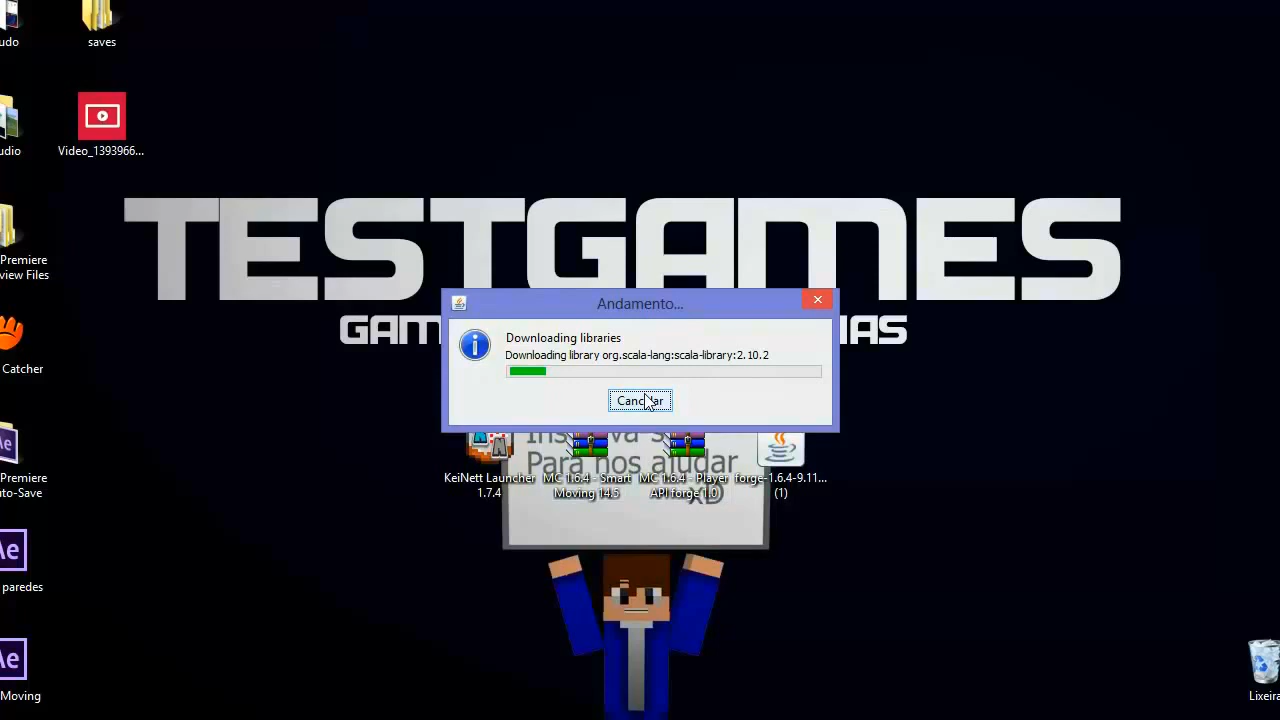 udo
saves
udio
Video_1393966...
TESTGAMES
Premiere
view Files
Andamento...
Downloading libraries
Downloading library org.scala-lang:scala-library:2.10.2
Cancelar
GAM
IAS
Catcher
Para nos ajudar
xD
KeiNett Launcher
1.7.4
MC 1.6.4 - Smart
Moving 14.5
MC 1.6.4 - Player
API forge 1.0
forge-1.6.4-9.11...
(1)
Ae
Premiere
uto-Save
Ae
paredes
Ae
Moving
Lixeira